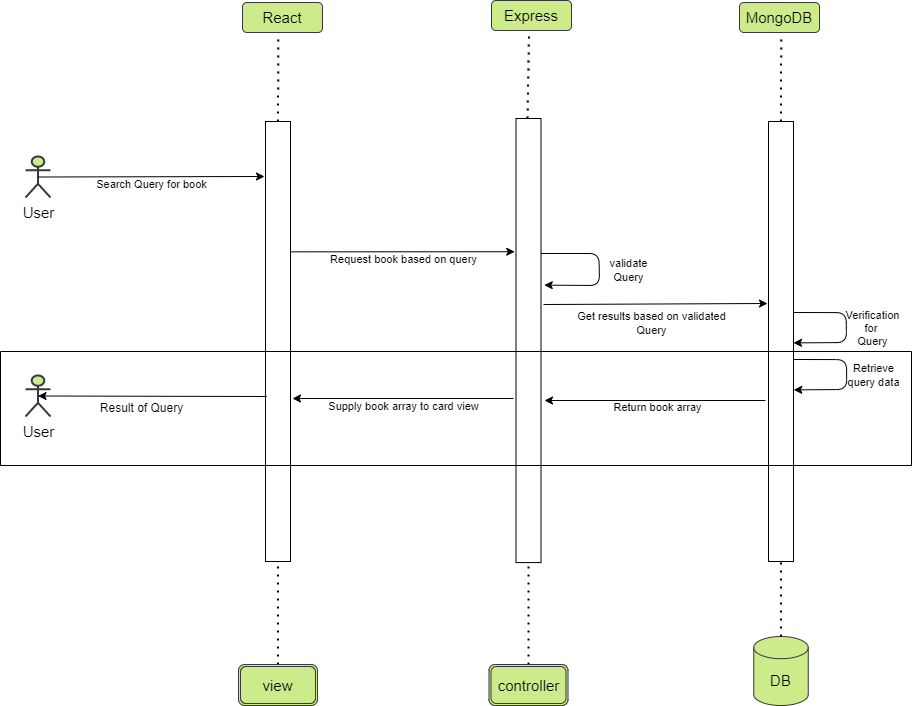 React
Express
MongoDB
Search Query for book
User
Request book based on query
validate
Query
Get results based on validated
Query
Verification
for
Query
Retrieve
query data
Result of Query
Supply book array to card view
Return book array
User
view
controller
DB